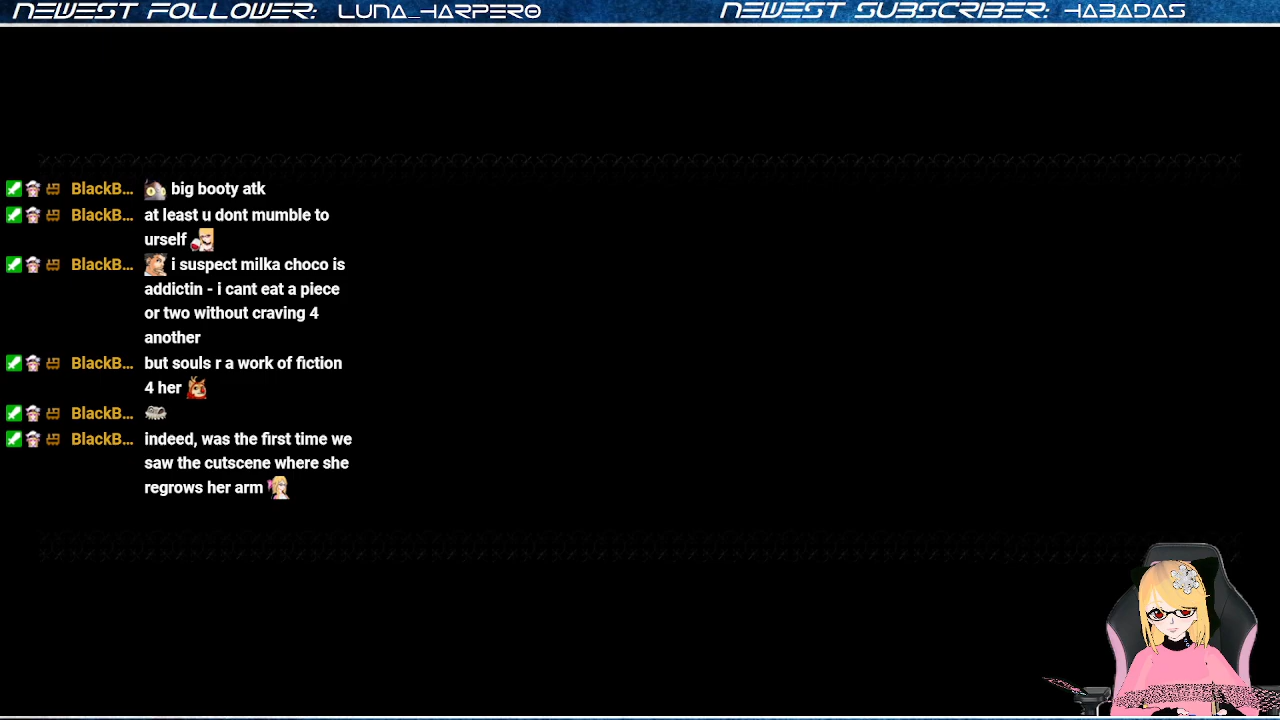 NEWEST FOLLOWER: LUNA_HARPER0
NEWEST SUBSCRIBER: HABADAS
BlackB... big booty atk
BlackB... at least u dont mumble to
urself
BlackB... i suspect milka choco is
addictin - i cant eat a piece
or two without craving 4
another
BlackB... but souls r a work of fiction
4 her
BlackB...
BlackB... indeed, was the first time we
saw the cutscene where she
regrows her arm